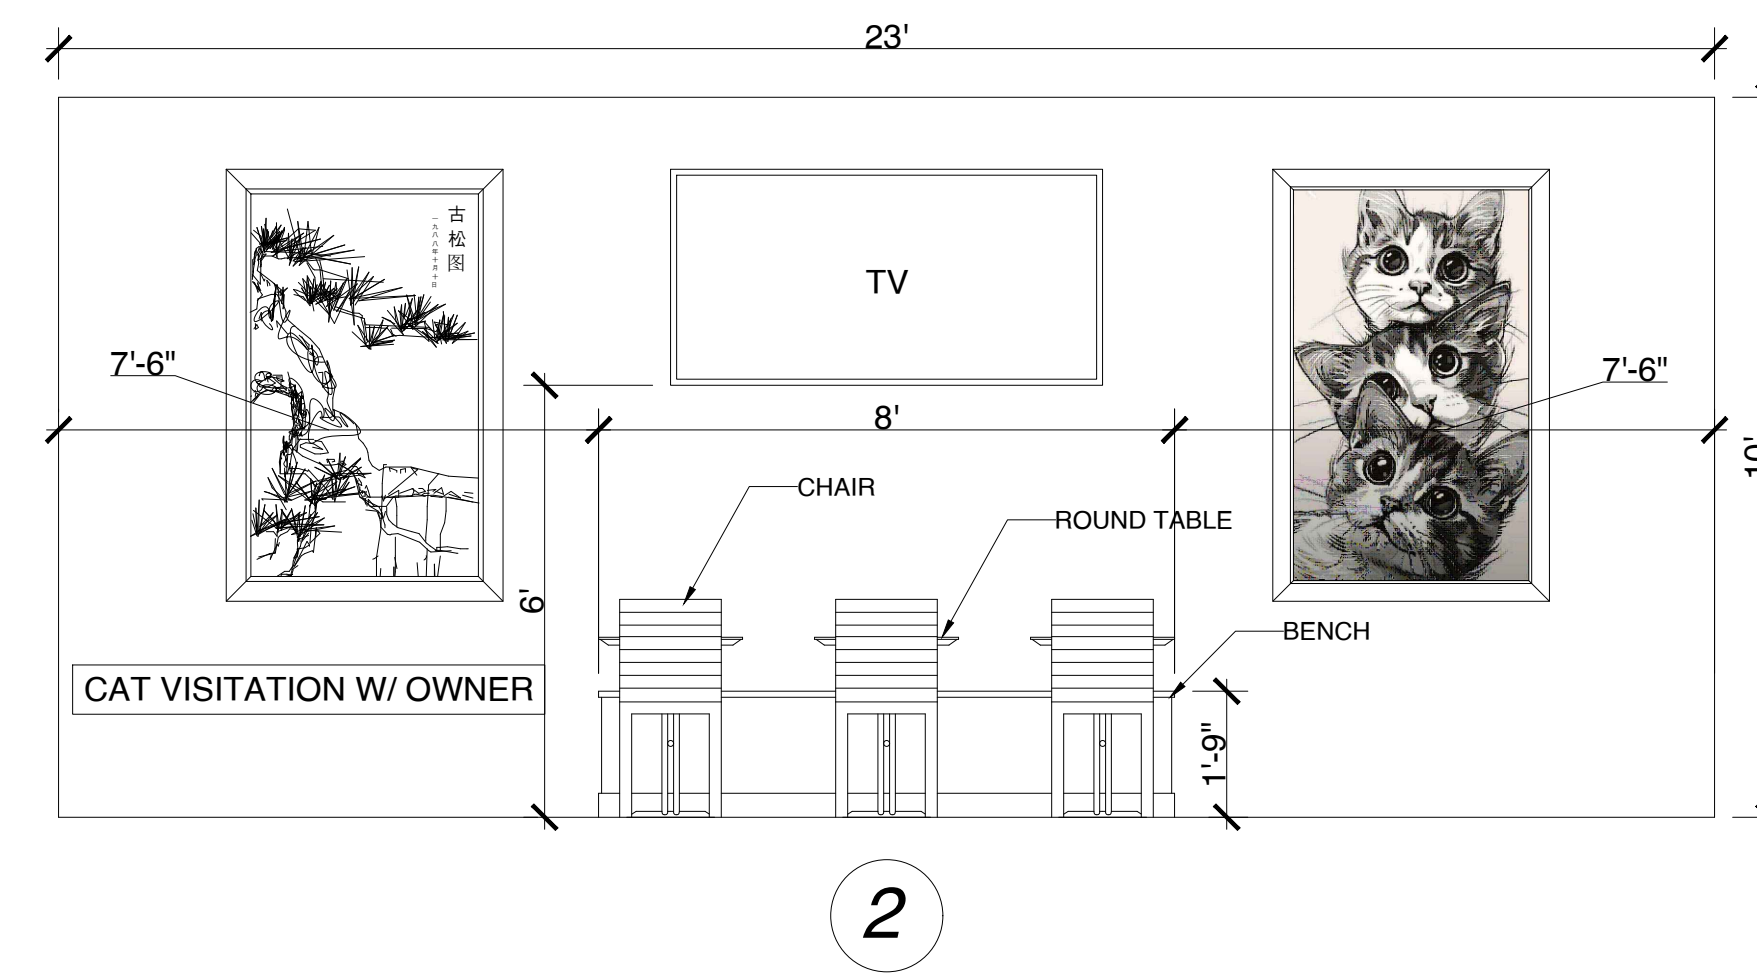 23'
古松图
一九八八年十月十日
TV
7'-6"
7'-6"
8'
10'
CHAIR
ROUND TABLE
6'
BENCH
CAT VISITATION W/ OWNER
1'-9"
2